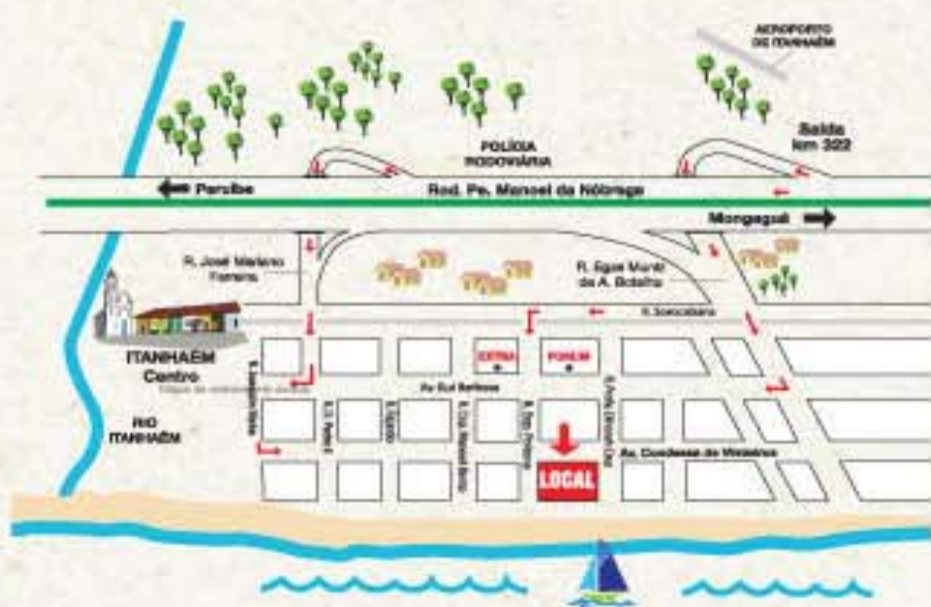 AEROPORTO
DE ITANHAÉM
Saída
km 322
POLÍCIA
RODOVIÁRIA
Peruíbe
Rod. Pe. Manoel da Nóbrega
Mongaguá
R. José Mariano
Ferreira
R. Egas Muniz
de A. Botelho
R. Sorocabana
ITANHAÉM
Centro
EXTRA
FORUM
Av. Rui Barbosa
RIO
ITANHAÉM
Av. Condessa de Vimieiros
LOCAL